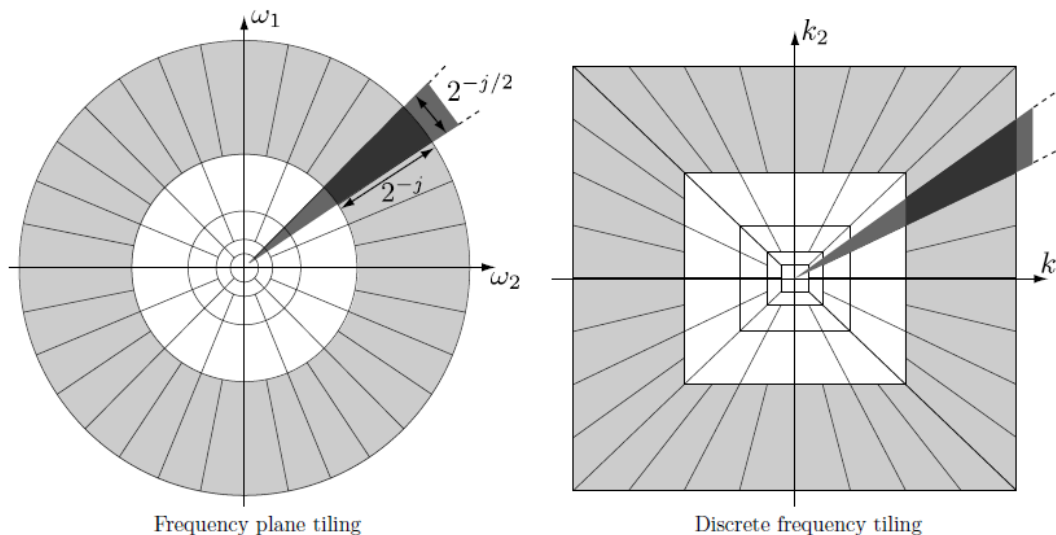 ω₁
k₂
2^{-j/2}
2^{-j}
ω₂
k
Frequency plane tiling
Discrete frequency tiling